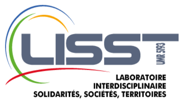 LISST
UMR 5193
LABORATOIRE
INTERDISCIPLINAIRE
SOLIDARITÉS, SOCIÉTÉS, TERRITOIRES